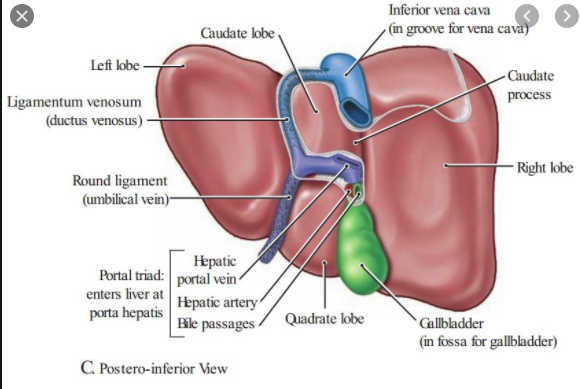 Inferior vena cava
(in groove for vena cava)
Caudate lobe
Left lobe
Caudate
process
Ligamentum venosum
(ductus venosus)
Right lobe
Round ligament
(umbilical vein)
Portal triad:
enters liver at
porta hepatis
Hepatic
portal vein
Hepatic artery
Bile passages
Quadrate lobe
Gallbladder
(in fossa for gallbladder)
C. Postero-inferior View